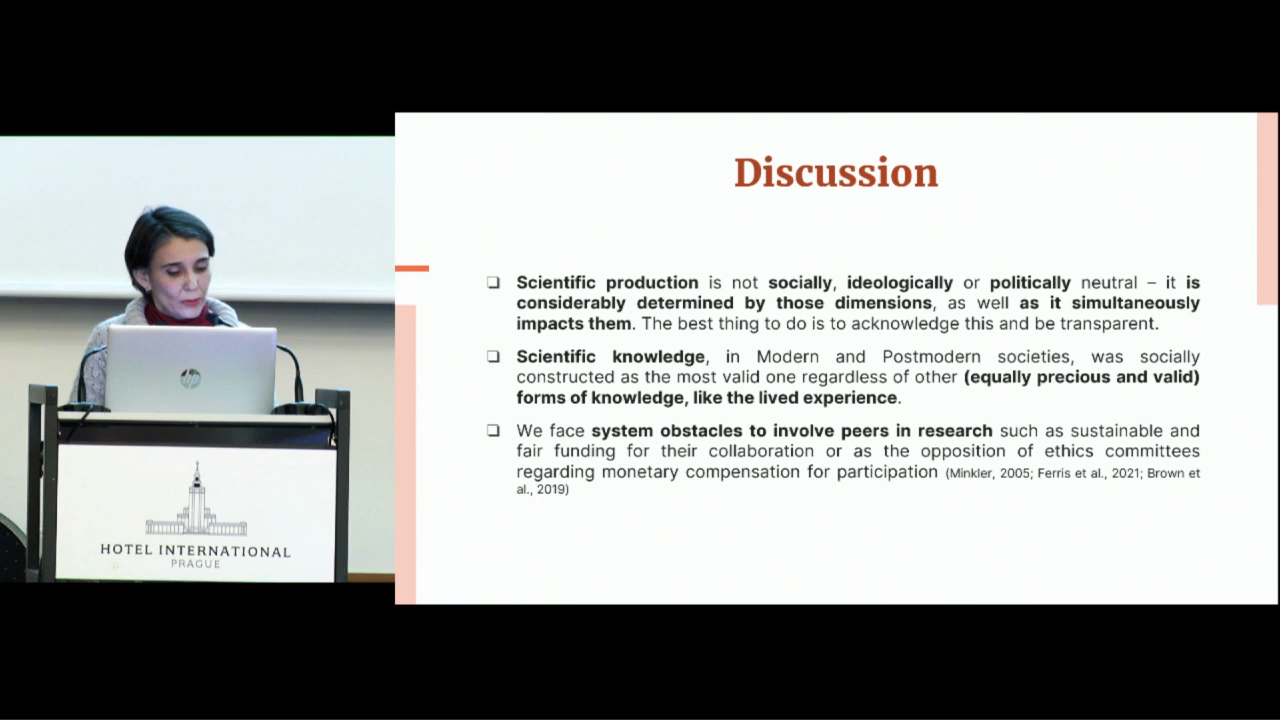 Discussion
❑ Scientific production is not socially, ideologically or politically neutral – it is
considerably determined by those dimensions, as well as it simultaneously
impacts them. The best thing to do is to acknowledge this and be transparent.
❑ Scientific knowledge, in Modern and Postmodern societies, was socially
constructed as the most valid one regardless of other (equally precious and valid)
forms of knowledge, like the lived experience.
❑ We face system obstacles to involve peers in research such as sustainable and
fair funding for their collaboration or as the opposition of ethics committees
regarding monetary compensation for participation (Minkler, 2005; Ferris et al., 2021; Brown et
al., 2019)
hp
HOTEL INTERNATIONAL
PRAGUE